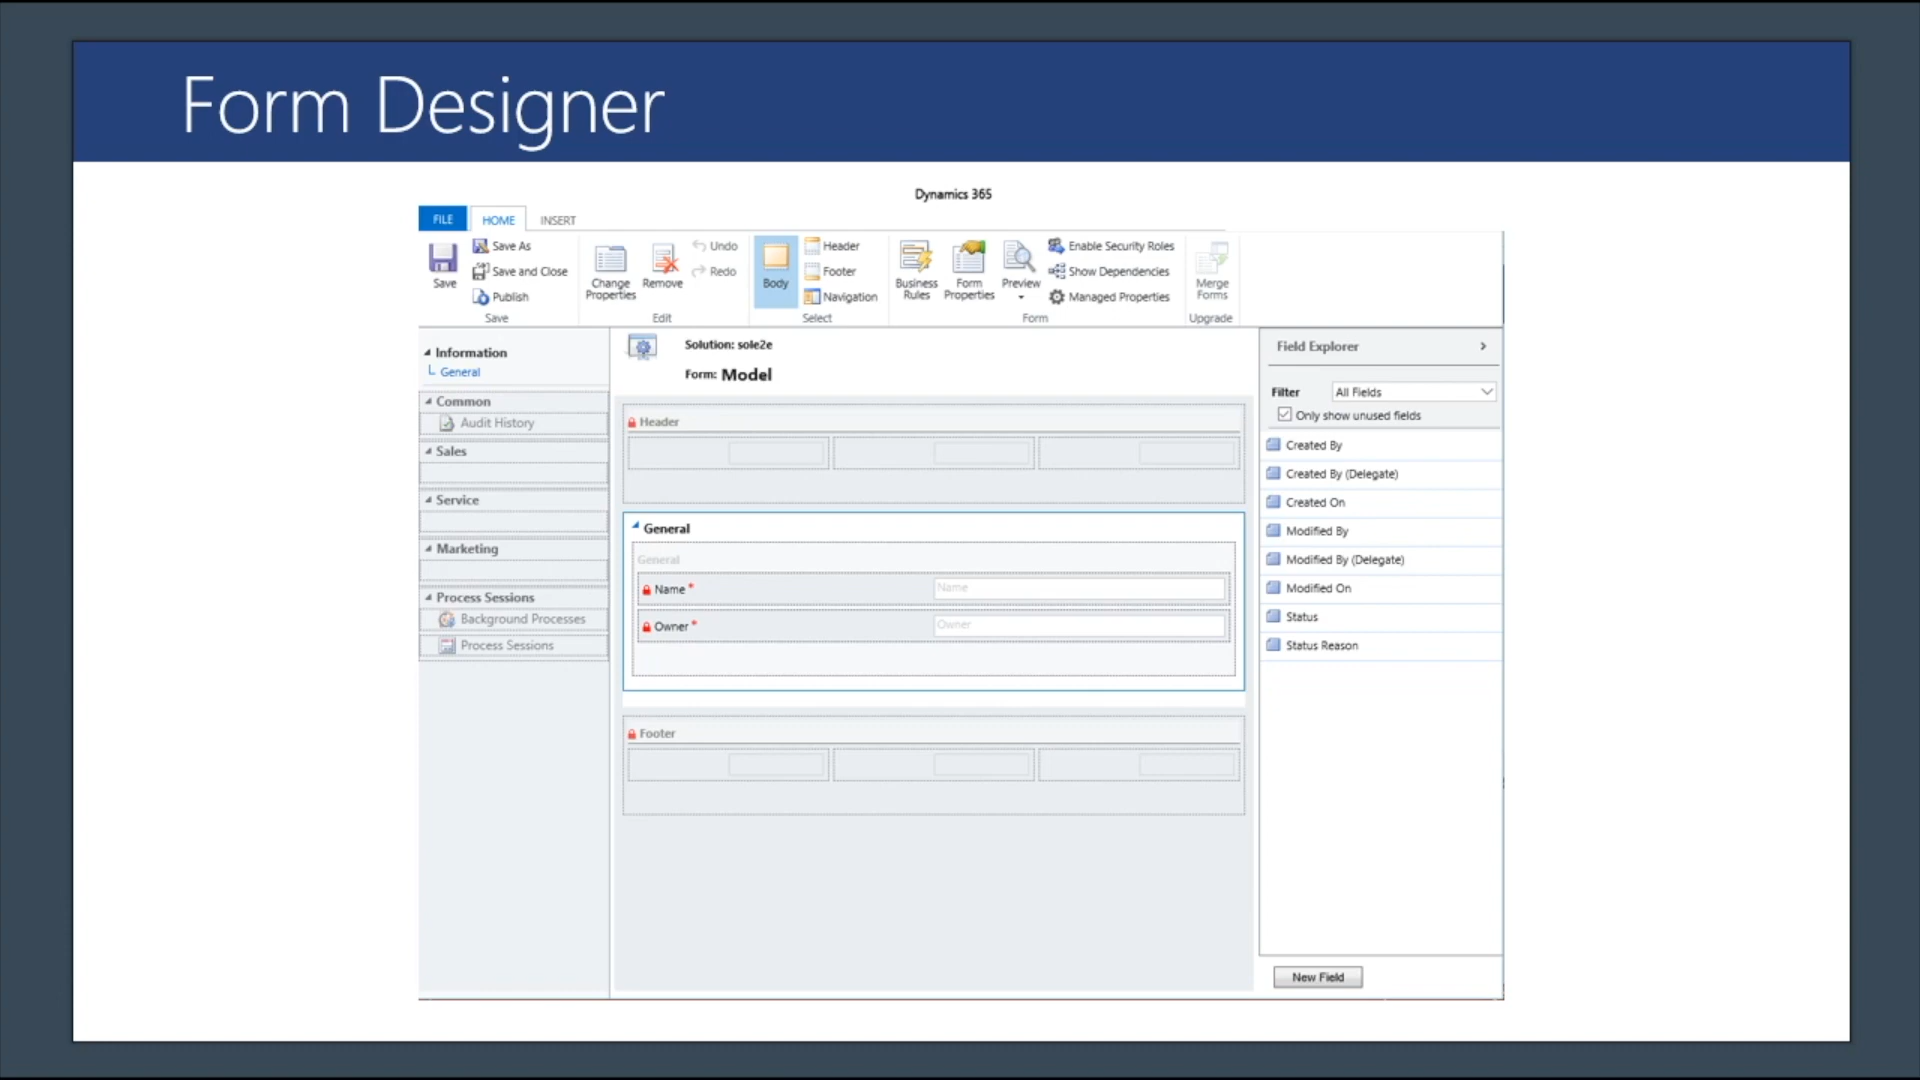 Form Designer
Dynamics 365
FILE HOME INSERT
Save
Save As
Save and Close
Publish
Save
Change Properties
Remove
Undo
Redo
Edit
Body
Header
Footer
Navigation
Select
Business Rules
Form Properties
Preview
Enable Security Roles
Show Dependencies
Managed Properties
Form
Merge Forms
Upgrade
Information
General
Common
Audit History
Sales
Service
Marketing
Process Sessions
Background Processes
Process Sessions
Solution: sole2e
Form: Model
Header
General
General
Name * Name
Owner * Owner
Footer
Field Explorer
Filter All Fields
Only show unused fields
Created By
Created By (Delegate)
Created On
Modified By
Modified By (Delegate)
Modified On
Status
Status Reason
New Field